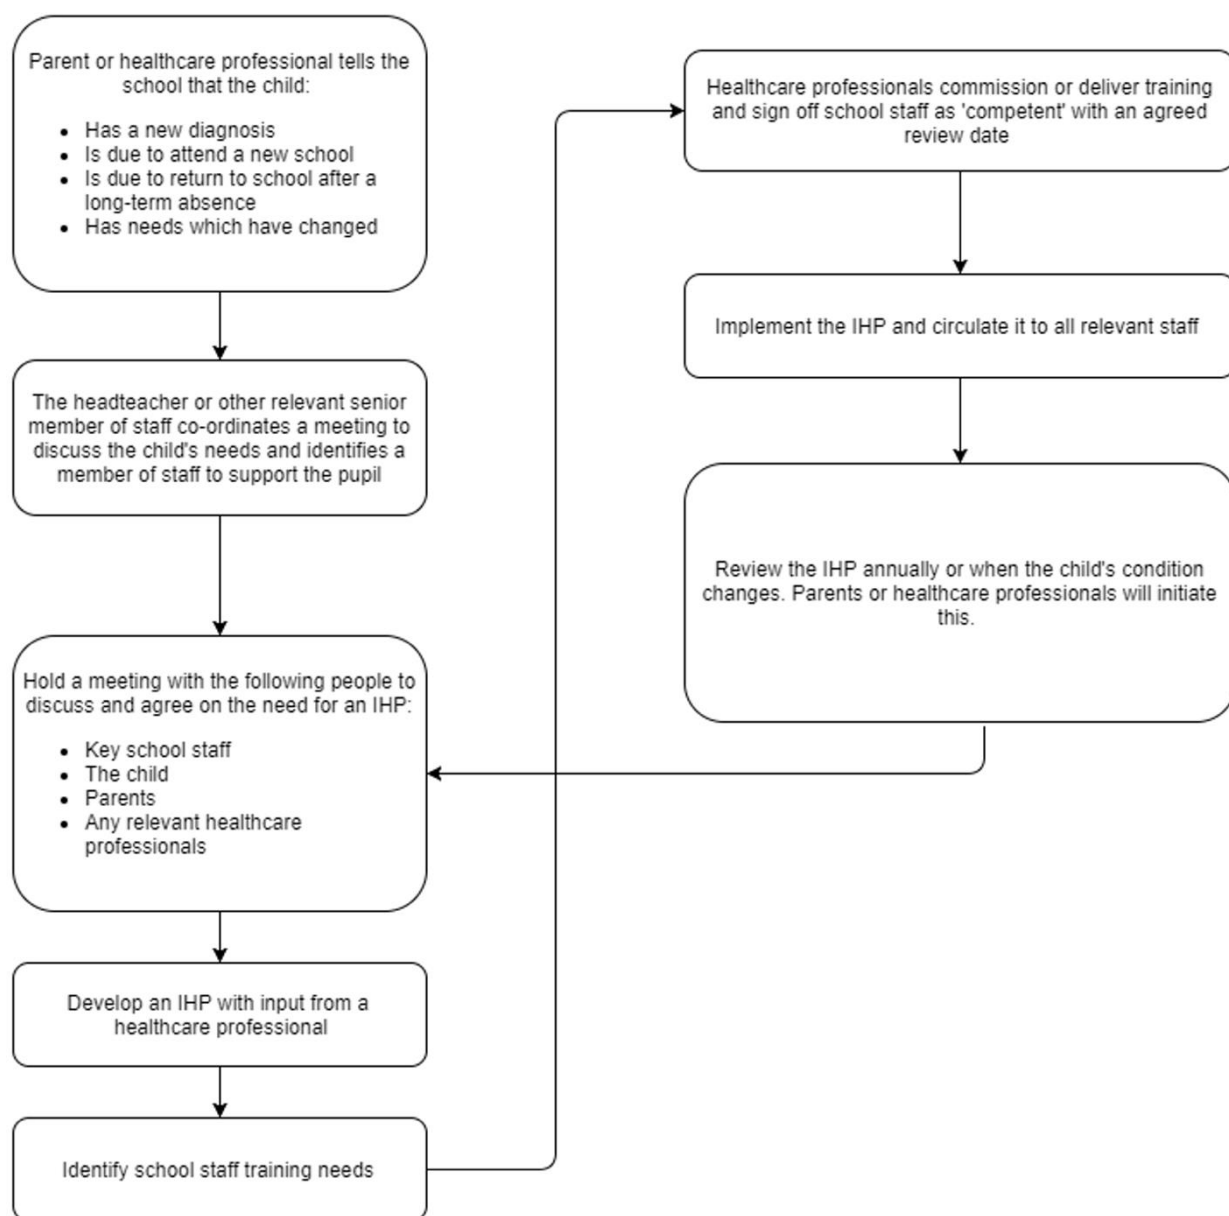 Parent or healthcare professional tells the
school that the child:
• Has a new diagnosis
• Is due to attend a new school
• Is due to return to school after a
long-term absence
• Has needs which have changed
The headteacher or other relevant senior
member of staff co-ordinates a meeting to
discuss the child's needs and identifies a
member of staff to support the pupil
Hold a meeting with the following people to
discuss and agree on the need for an IHP:
• Key school staff
• The child
• Parents
• Any relevant healthcare
professionals
Develop an IHP with input from a
healthcare professional
Identify school staff training needs
Healthcare professionals commission or deliver training
and sign off school staff as 'competent' with an agreed
review date
Implement the IHP and circulate it to all relevant staff
Review the IHP annually or when the child's condition
changes. Parents or healthcare professionals will initiate
this.